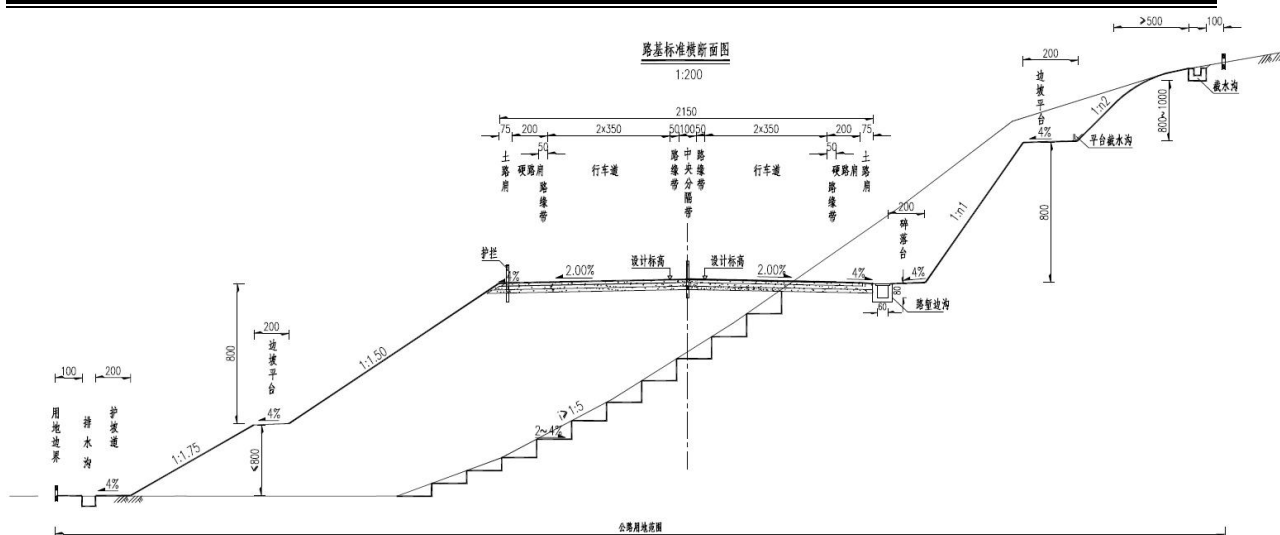 ≥500
100
路基标准横断面图
1:200
200
边坡平台
截水沟
1:n2
800~1000
4%
平台截水沟
2150
75
200
2x350
50
100
50
2x350
200
75
50
50
土路肩
硬路肩
路缘带
行车道
路缘带
中央分隔带
路缘带
行车道
硬路肩
路缘带
土路肩
200
碎落台
1:n1
800
护栏
4%
2.00%
设计标高
设计标高
2.00%
4%
4%
80
60
路堑边沟
800
200
边坡平台
1:1.50
4%
100
200
用地边界
排水沟
护坡道
1:1.75
≤800
4%
i≥1:5
2~4%
公路用地范围